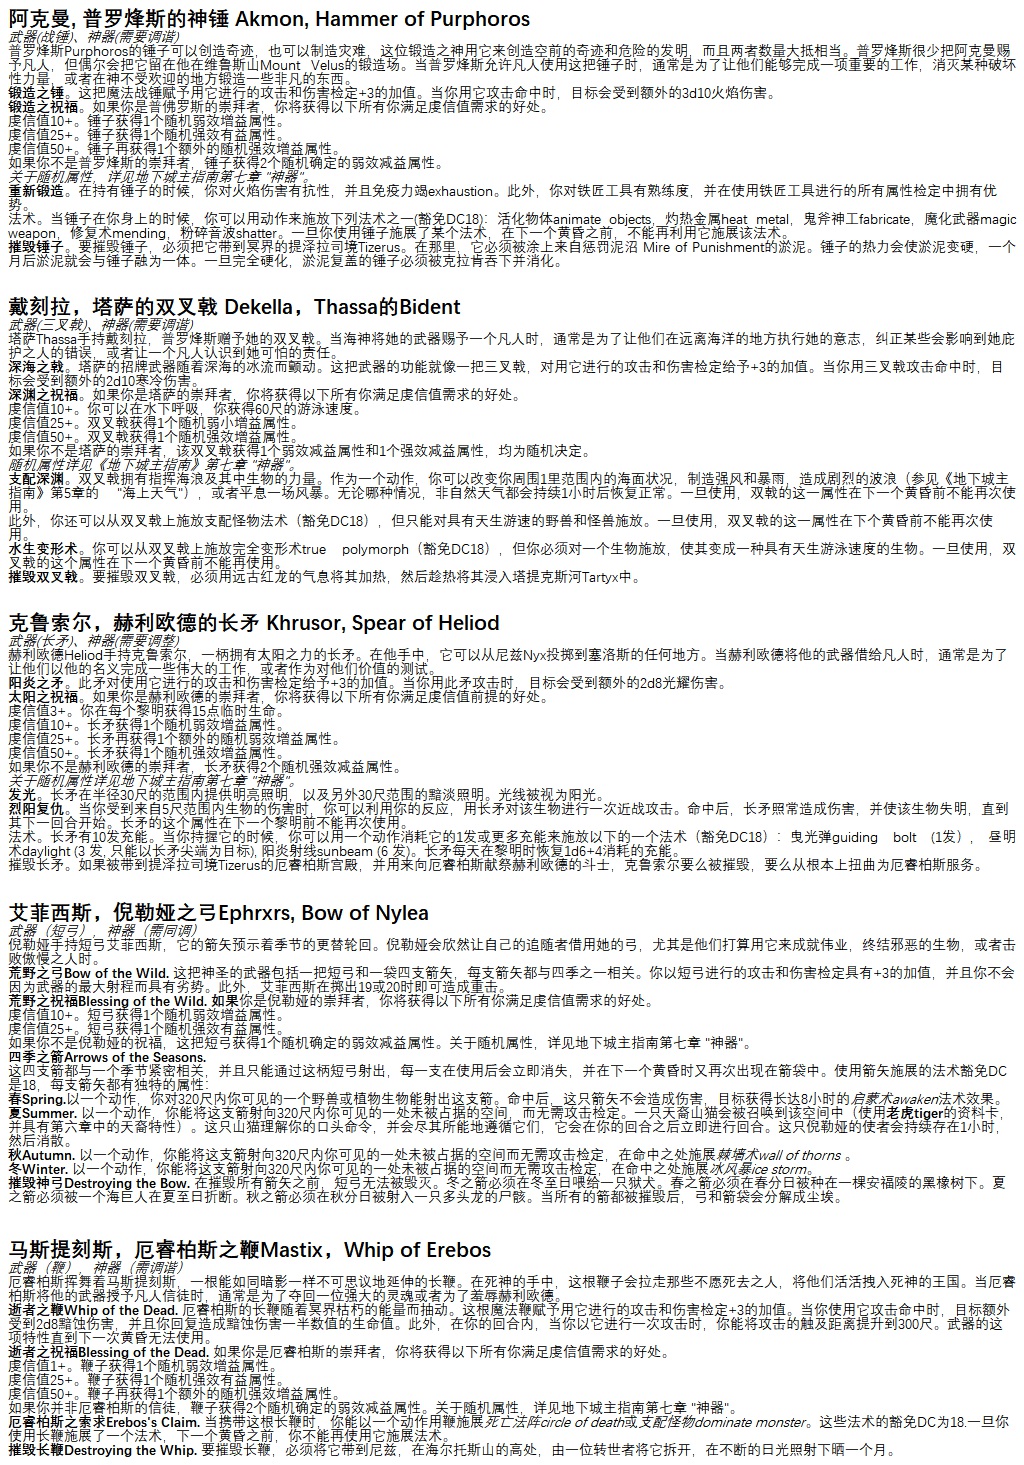 阿克曼, 普罗烽斯的神锤 Akmon, Hammer of Purphoros
武器(战锤)、神器(需要调谐)
普罗烽斯Purphoros的锤子可以创造奇迹，也可以制造灾难，这位锻造之神用它来创造空前的奇迹和危险的发明，而且两者数量大抵相当。普罗烽斯很少把阿克曼赐
予凡人，但偶尔会把它留在他在维鲁斯山Mount Velus的锻造场。当普罗烽斯允许凡人使用这把锤子时，通常是为了让他们能够完成一项重要的工作，消灭某种破坏
性力量，或者在神不受欢迎的地方锻造一些非凡的东西。
锻造之锤。这把魔法战锤赋予用它进行的攻击和伤害检定+3的加值。当你用它攻击命中时，目标会受到额外的3d10火焰伤害。
锻造之祝福。如果你是普佛罗斯的崇拜者，你将获得以下所有你满足虔信值需求的好处。
虔信值10+。锤子获得1个随机弱效增益属性。
虔信值25+。锤子获得1个随机强效有益属性。
虔信值50+。锤子再获得1个额外的随机强效增益属性。
如果你不是普罗烽斯的崇拜者，锤子获得2个随机确定的弱效减益属性。
关于随机属性，详见地下城主指南第七章 "神器"。
重新锻造。在持有锤子的时候，你对火焰伤害有抗性，并且免疫力竭exhaustion。此外，你对铁匠工具有熟练度，并在使用铁匠工具进行的所有属性检定中拥有优
势。
法术。当锤子在你身上的时候，你可以用动作来施放下列法术之一(豁免DC18)：活化物体animate objects，灼热金属heat metal，鬼斧神工fabricate，魔化武器magic
weapon，修复术mending，粉碎音波shatter。一旦你使用锤子施展了某个法术，在下一个黄昏之前，不能再利用它施展该法术。
摧毁锤子。要摧毁锤子，必须把它带到冥界的提泽拉司境Tizerus。在那里，它必须被涂上来自惩罚泥沼 Mire of Punishment的淤泥。锤子的热力会使淤泥变硬，一个
月后淤泥就会与锤子融为一体。一旦完全硬化，淤泥复盖的锤子必须被克拉肯吞下并消化。
戴刻拉，塔萨的双叉戟 Dekella，Thassa的Bident
武器(三叉戟)、神器(需要调谐)
塔萨Thassa手持戴刻拉，普罗烽斯赠予她的双叉戟。当海神将她的武器赐予一个凡人时，通常是为了让他们在远离海洋的地方执行她的意志，纠正某些会影响到她庇
护之人的错误，或者让一个凡人认识到她可怕的责任。
深海之戟。塔萨的招牌武器随着深海的冰流而颤动。这把武器的功能就像一把三叉戟，对用它进行的攻击和伤害检定给予+3的加值。当你用三叉戟攻击命中时，目
标会受到额外的2d10寒冷伤害。
深渊之祝福。如果你是塔萨的崇拜者，你将获得以下所有你满足虔信值需求的好处。
虔信值10+。你可以在水下呼吸，你获得60尺的游泳速度。
虔信值25+。双叉戟获得1个随机弱小增益属性。
虔信值50+。双叉戟获得1个随机强效增益属性。
如果你不是塔萨的崇拜者，该双叉戟获得1个弱效减益属性和1个强效减益属性，均为随机决定。
随机属性详见《地下城主指南》第七章 "神器"。
支配深渊。双叉戟拥有指挥海浪及其中生物的力量。作为一个动作，你可以改变你周围1里范围内的海面状况，制造强风和暴雨，造成剧烈的波浪（参见《地下城主
指南》第5章的 "海上天气"），或者平息一场风暴。无论哪种情况，非自然天气都会持续1小时后恢复正常。一旦使用，双戟的这一属性在下一个黄昏前不能再次使
用。
此外，你还可以从双叉戟上施放支配怪物法术（豁免DC18），但只能对具有天生游速的野兽和怪兽施放。一旦使用，双叉戟的这一属性在下个黄昏前不能再次使
用。
水生变形术。你可以从双叉戟上施放完全变形术true polymorph（豁免DC18），但你必须对一个生物施放，使其变成一种具有天生游泳速度的生物。一旦使用，双
叉戟的这个属性在下一个黄昏前不能再使用。
摧毁双叉戟。要摧毁双叉戟，必须用远古红龙的气息将其加热，然后趁热将其浸入塔提克斯河Tartyx中。
克鲁索尔，赫利欧德的长矛 Khrusor, Spear of Heliod
武器(长矛)、神器(需要调整)
赫利欧德Heliod手持克鲁索尔，一柄拥有太阳之力的长矛。在他手中，它可以从尼兹Nyx投掷到塞洛斯的任何地方。当赫利欧德将他的武器借给凡人时，通常是为了
让他们以他的名义完成一些伟大的工作，或者作为对他们价值的测试。
阳炎之矛。此矛对使用它进行的攻击和伤害检定给予+3的加值。当你用此矛攻击时，目标会受到额外的2d8光耀伤害。
太阳之祝福。如果你是赫利欧德的崇拜者，你将获得以下所有你满足虔信值前提的好处。
虔信值3+。你在每个黎明获得15点临时生命。
虔信值10+。长矛获得1个随机弱效增益属性。
虔信值25+。长矛再获得1个额外的随机弱效增益属性。
虔信值50+。长矛获得1个随机强效增益属性。
如果你不是赫利欧德的崇拜者，长矛获得2个随机强效减益属性。
关于随机属性详见地下城主指南第七章 "神器"。
发光。长矛在半径30尺的范围内提供明亮照明，以及另外30尺范围的黯淡照明。光线被视为阳光。
烈阳复仇。当你受到来自5尺范围内生物的伤害时，你可以利用你的反应，用长矛对该生物进行一次近战攻击。命中后，长矛照常造成伤害，并使该生物失明，直到
其下一回合开始。长矛的这个属性在下一个黎明前不能再次使用。
法术。长矛有10发充能。当你持握它的时候，你可以用一个动作消耗它的1发或更多充能来施放以下的一个法术（豁免DC18）：曳光弹guiding bolt （1发）， 昼明
术daylight (3 发, 只能以长矛尖端为目标), 阳炎射线sunbeam (6 发)。长矛每天在黎明时恢复1d6+4消耗的充能。
摧毁长矛。如果被带到提泽拉司境Tizerus的厄睿柏斯宫殿，并用来向厄睿柏斯献祭赫利欧德的斗士，克鲁索尔要么被摧毁，要么从根本上扭曲为厄睿柏斯服务。
艾菲西斯，倪勒娅之弓Ephrxrs, Bow of Nylea
武器（短弓），神器（需同调）
倪勒娅手持短弓艾菲西斯，它的箭矢预示着季节的更替轮回。倪勒娅会欣然让自己的追随者借用她的弓，尤其是他们打算用它来成就伟业，终结邪恶的生物，或者击
败傲慢之人时。
荒野之弓Bow of the Wild. 这把神圣的武器包括一把短弓和一袋四支箭矢，每支箭矢都与四季之一相关。你以短弓进行的攻击和伤害检定具有+3的加值，并且你不会
因为武器的最大射程而具有劣势。此外，艾菲西斯在掷出19或20时即可造成重击。
荒野之祝福Blessing of the Wild. 如果你是倪勒娅的崇拜者，你将获得以下所有你满足虔信值需求的好处。
虔信值10+。短弓获得1个随机弱效增益属性。
虔信值25+。短弓获得1个随机强效有益属性。
如果你不是倪勒娅的祝福，这把短弓获得1个随机确定的弱效减益属性。关于随机属性，详见地下城主指南第七章 "神器"。
四季之箭Arrows of the Seasons.
这四支箭都与一个季节紧密相关，并且只能通过这柄短弓射出，每一支在使用后会立即消失，并在下一个黄昏时又再次出现在箭袋中。使用箭矢施展的法术豁免DC
是18，每支箭矢都有独特的属性：
春Spring.以一个动作，你对320尺内你可见的一个野兽或植物生物能射出这支箭。命中后，这只箭矢不会造成伤害，目标获得长达8小时的启蒙术awaken法术效果。
夏Summer. 以一个动作，你能将这支箭射向320尺内你可见的一处未被占据的空间，而无需攻击检定。一只天裔山猫会被召唤到该空间中（使用老虎tiger的资料卡，
并具有第六章中的天裔特性）。这只山猫理解你的口头命令，并会尽其所能地遵循它们，它会在你的回合之后立即进行回合。这只倪勒娅的使者会持续存在1小时，
然后消散。
秋Autumn. 以一个动作，你能将这支箭射向320尺内你可见的一处未被占据的空间而无需攻击检定，在命中之处施展棘墙术wall of thorns 。
冬Winter. 以一个动作，你能将这支箭射向320尺内你可见的一处未被占据的空间而无需攻击检定，在命中之处施展冰风暴ice storm。
摧毁神弓Destroying the Bow. 在摧毁所有箭矢之前，短弓无法被毁灭。冬之箭必须在冬至日喂给一只狱犬。春之箭必须在春分日被种在一棵安福陵的黑橡树下。夏
之箭必须被一个海巨人在夏至日折断。秋之箭必须在秋分日被射入一只多头龙的尸骸。当所有的箭都被摧毁后，弓和箭袋会分解成尘埃。
马斯提刻斯，厄睿柏斯之鞭Mastix，Whip of Erebos
武器（鞭），神器（需调谐）
厄睿柏斯挥舞着马斯提刻斯，一根能如同暗影一样不可思议地延伸的长鞭。在死神的手中，这根鞭子会拉走那些不愿死去之人，将他们活活拽入死神的王国。当厄睿
柏斯将他的武器授予凡人信徒时，通常是为了夺回一位强大的灵魂或者为了羞辱赫利欧德。
逝者之鞭Whip of the Dead. 厄睿柏斯的长鞭随着冥界枯朽的能量而抽动。这根魔法鞭赋予用它进行的攻击和伤害检定+3的加值。当你使用它攻击命中时，目标额外
受到2d8黯蚀伤害，并且你回复造成黯蚀伤害一半数值的生命值。此外，在你的回合内，当你以它进行一次攻击时，你能将攻击的触及距离提升到300尺。武器的这
项特性直到下一次黄昏无法使用。
逝者之祝福Blessing of the Dead. 如果你是厄睿柏斯的崇拜者，你将获得以下所有你满足虔信值需求的好处。
虔信值1+。鞭子获得1个随机弱效增益属性。
虔信值25+。鞭子获得1个随机强效有益属性。
虔信值50+。鞭子再获得1个额外的随机强效增益属性。
如果你并非厄睿柏斯的信徒，鞭子获得2个随机确定的弱效减益属性。关于随机属性，详见地下城主指南第七章 "神器"。
厄睿柏斯之索求Erebos's Claim. 当携带这根长鞭时，你能以一个动作用鞭施展死亡法阵circle of death或支配怪物dominate monster。这些法术的豁免DC为18.一旦你
使用长鞭施展了一个法术，下一个黄昏之前，你不能再使用它施展法术。
摧毁长鞭Destroying the Whip. 要摧毁长鞭，必须将它带到尼兹，在海尔托斯山的高处，由一位转世者将它拆开，在不断的日光照射下晒一个月。